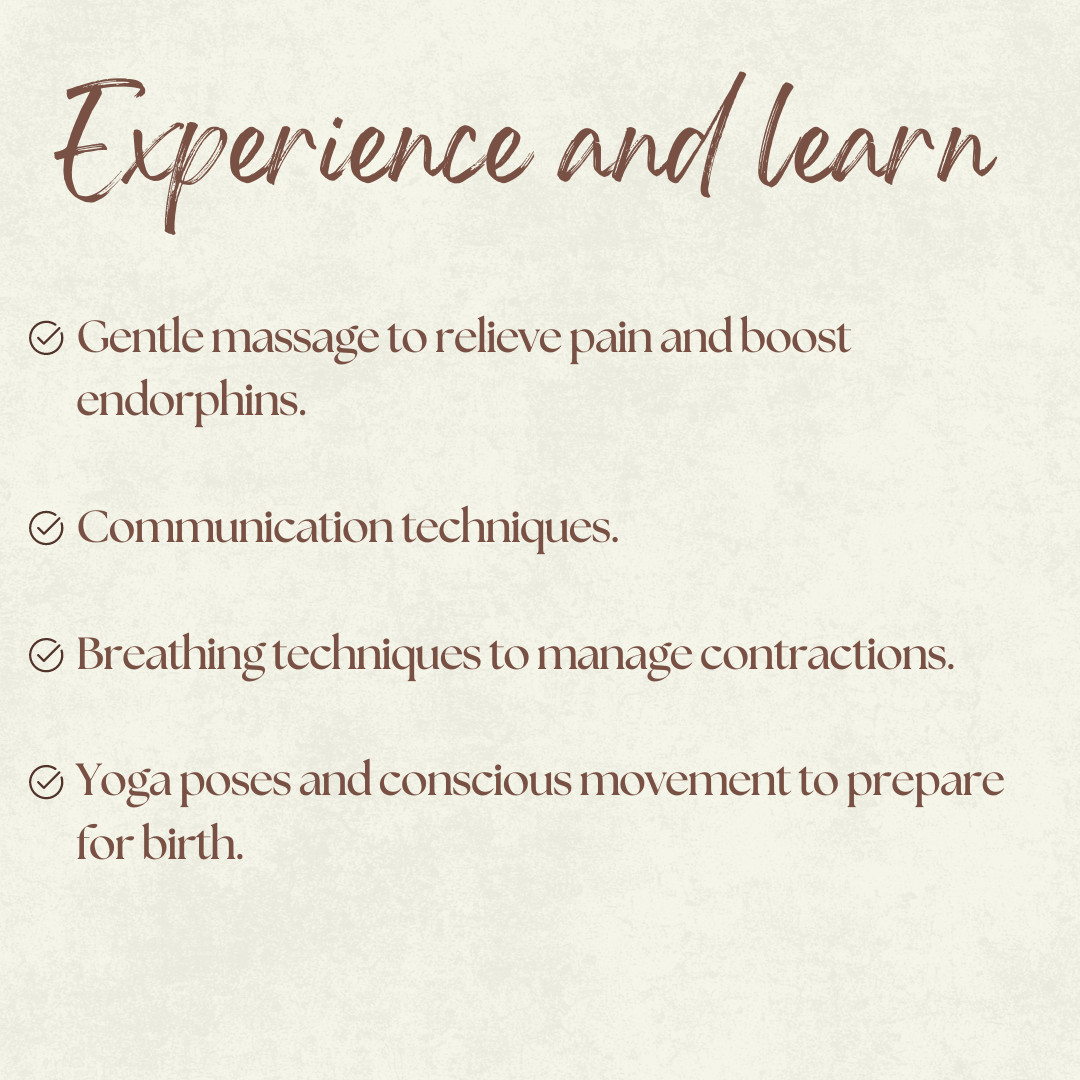 Experience and learn
Gentle massage to relieve pain and boost
endorphins.
Communication techniques.
Breathing techniques to manage contractions.
Yoga poses and conscious movement to prepare
for birth.